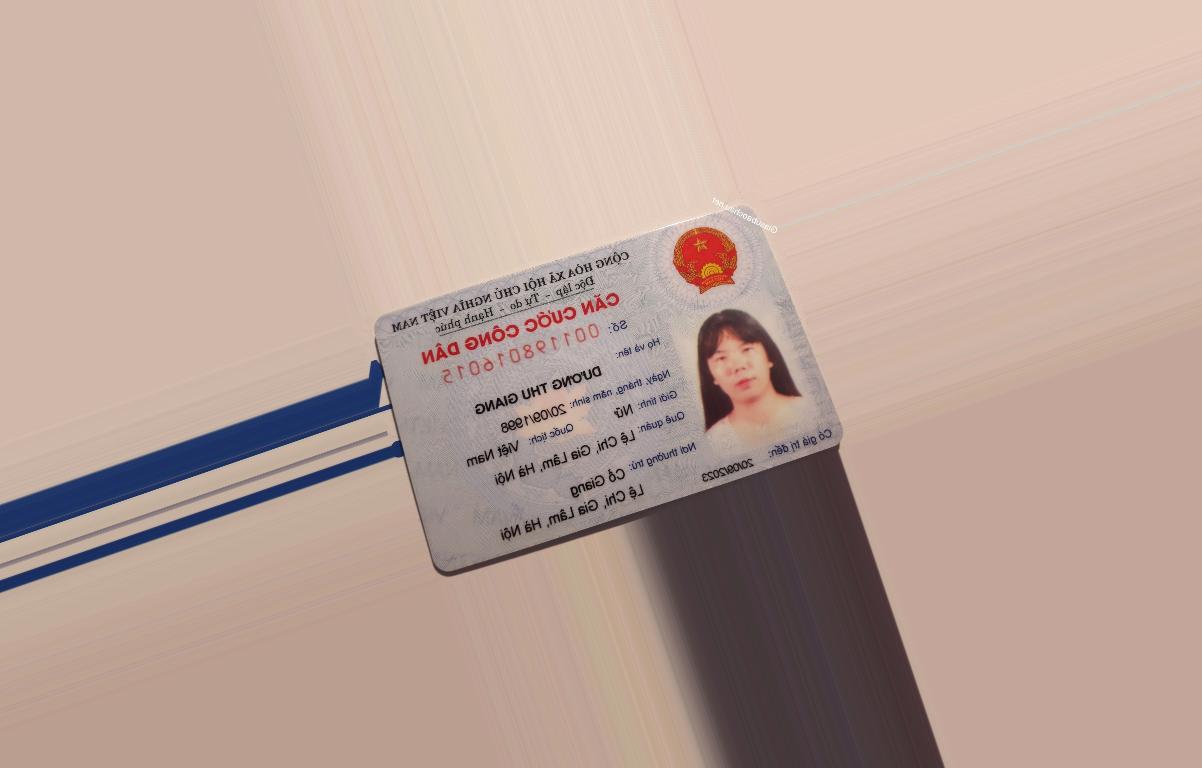 Giasubaochau.net
CỘNG HÒA XÃ HỘI CHỦ NGHĨA VIỆT NAM
Độc lập - Tự do - Hạnh phúc
CĂN CƯỚC CÔNG DÂN
Số: 001198016015
Họ và tên:
DƯƠNG THU GIANG
Ngày, tháng, năm sinh: 20/09/1998
Giới tính: Nữ Quốc tịch: Việt Nam
Quê quán: Lệ Chi, Gia Lâm, Hà Nội
Nơi thường trú: Cổ Giang
Lệ Chi, Gia Lâm, Hà Nội
Có giá trị đến: 20/09/2023